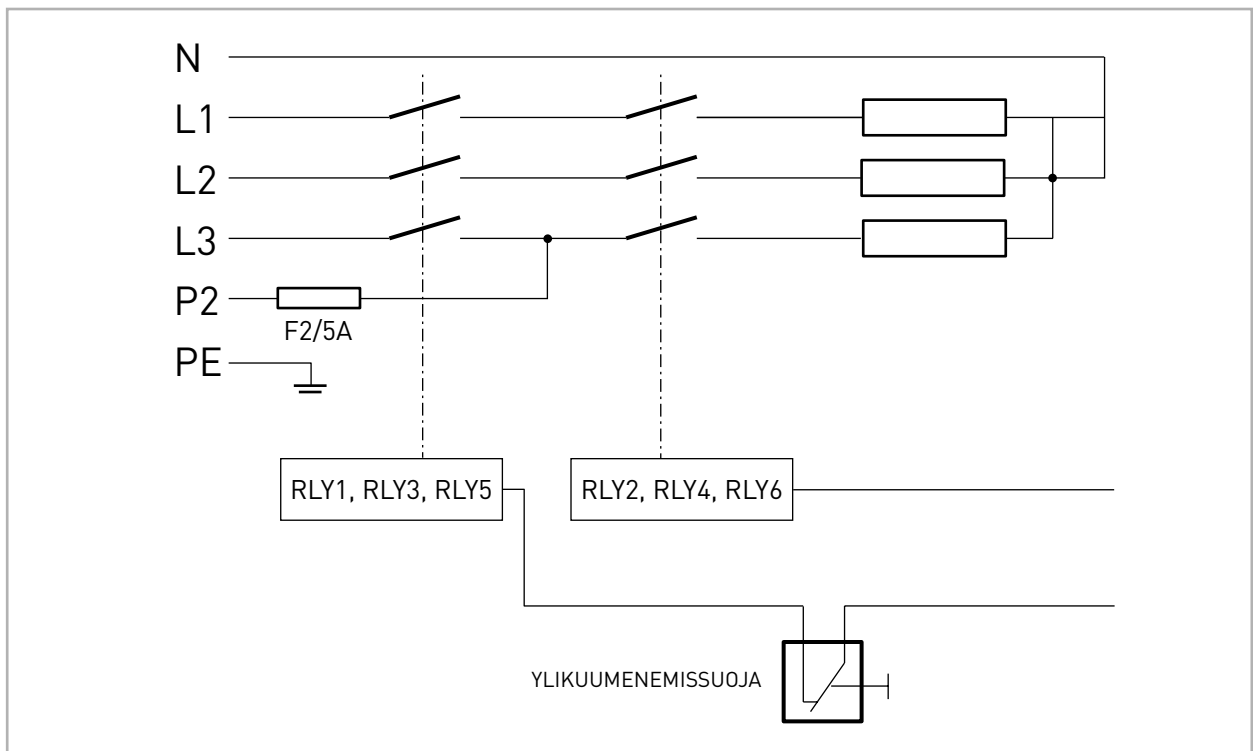 N
L1
L2
L3
P2
F2/5A
PE
RLY1, RLY3, RLY5
RLY2, RLY4, RLY6
YLIKUUMENEMISSUOJA